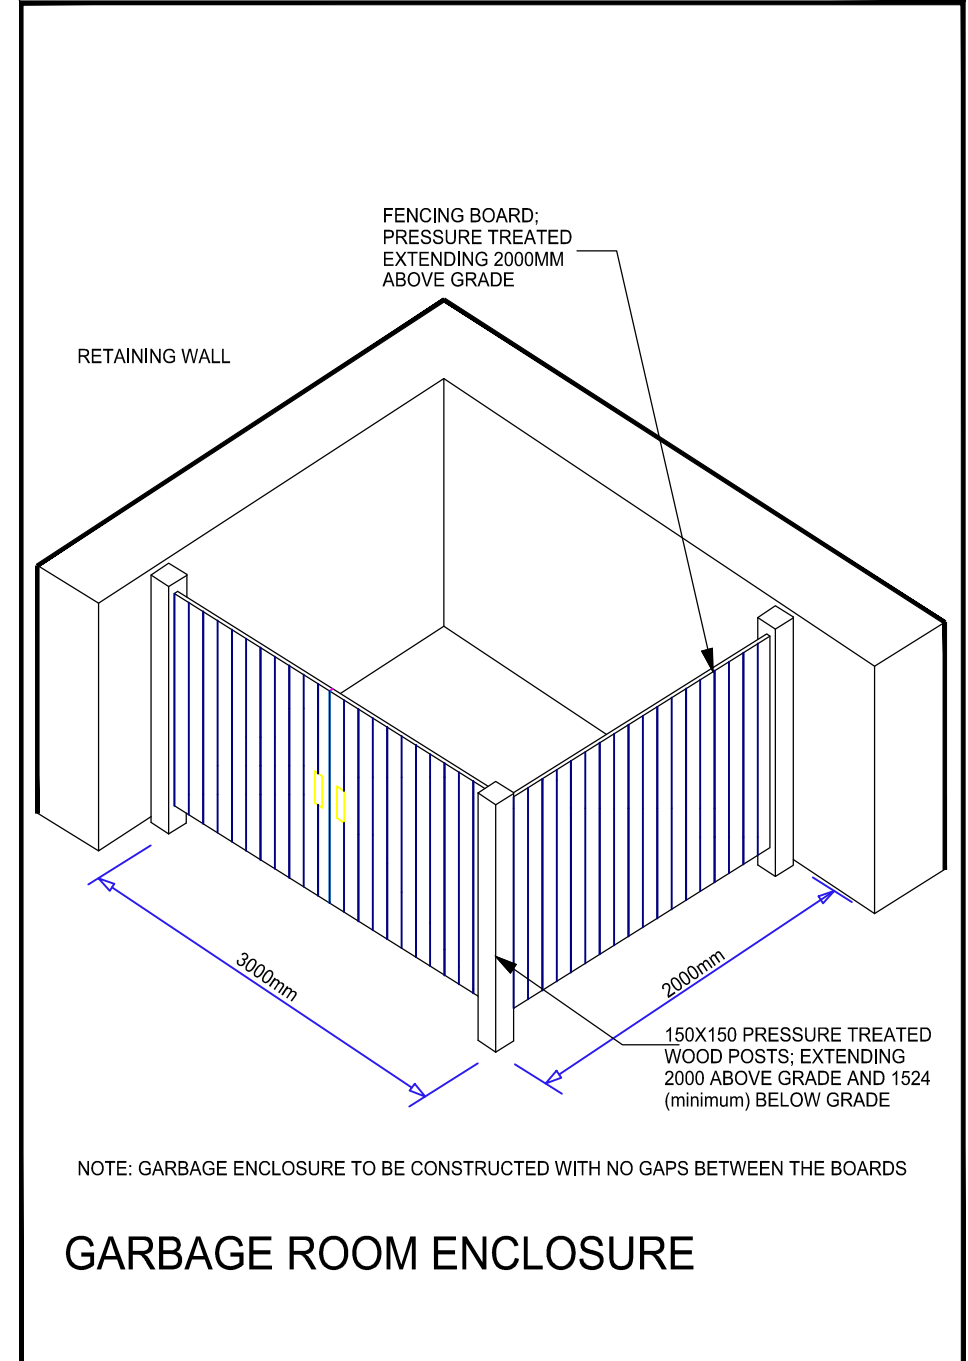 FENCING BOARD;
PRESSURE TREATED
EXTENDING 2000MM
ABOVE GRADE
RETAINING WALL
3000mm
2000mm
150X150 PRESSURE TREATED
WOOD POSTS; EXTENDING
2000 ABOVE GRADE AND 1524
(minimum) BELOW GRADE
NOTE: GARBAGE ENCLOSURE TO BE CONSTRUCTED WITH NO GAPS BETWEEN THE BOARDS
GARBAGE ROOM ENCLOSURE